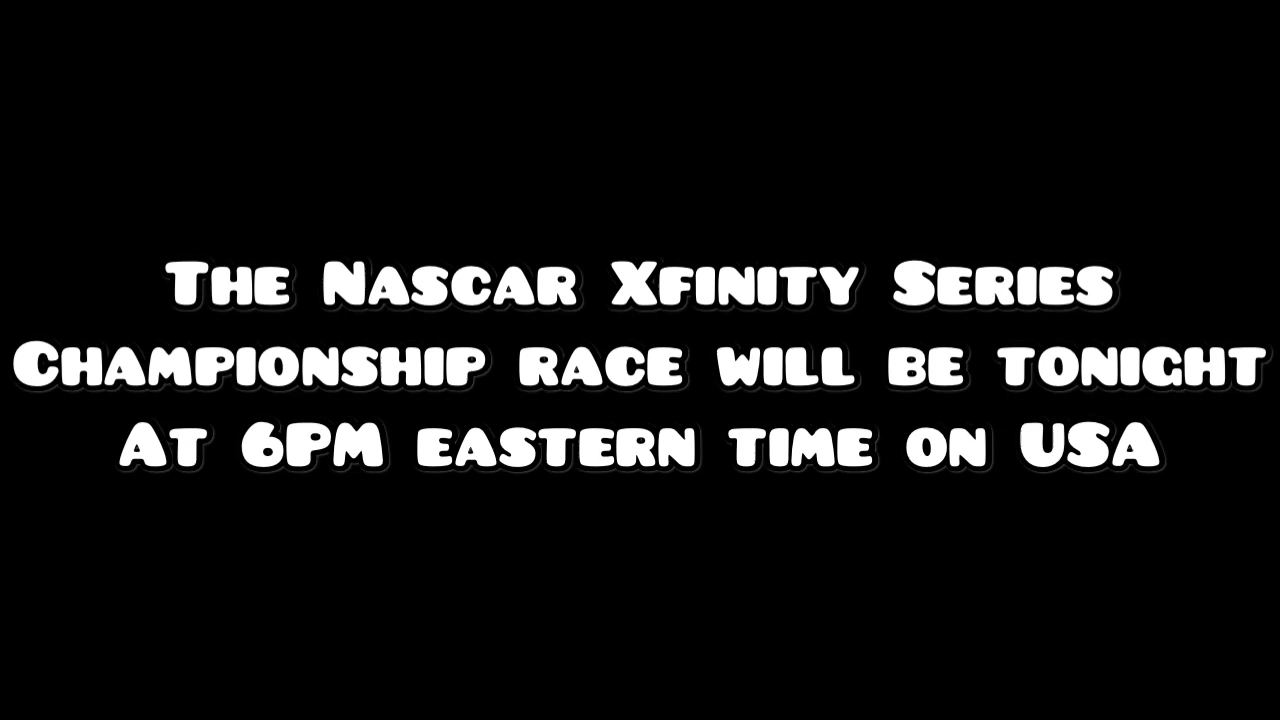 The Nascar Xfinity Series
Championship race will be tonight
At 6PM eastern time on USA